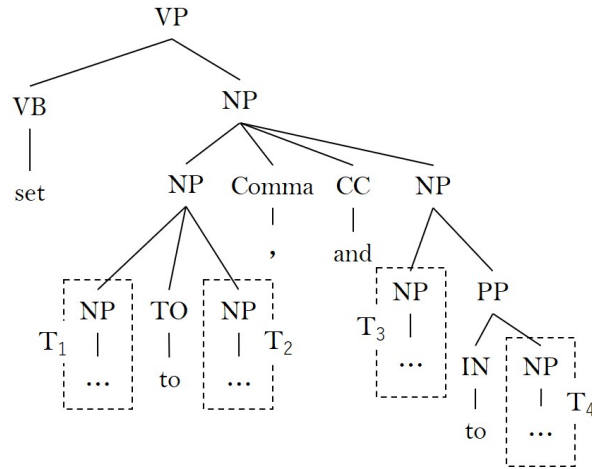 VP
VB NP
set
NP Comma CC NP
, and
NP TO NP NP PP
T1 T2 T3
... to ... ... IN NP
T4
to ...